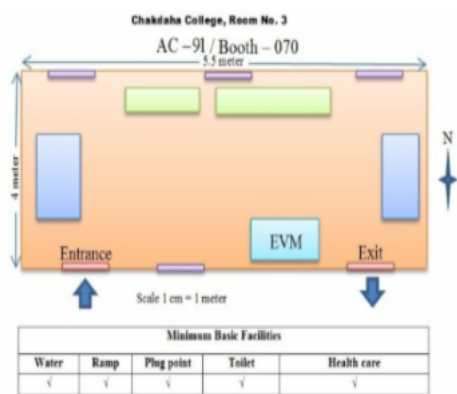 Chakdaha College, Room No. 3
AC-91/Booth-070
5.5 meter
4 meter
N
Entrance
EVM
Exit
Scale 1 cm = 1 meter
Minimum Basic Facilities
Water Ramp Plug point Toilet Health care
√ √ √ √ √